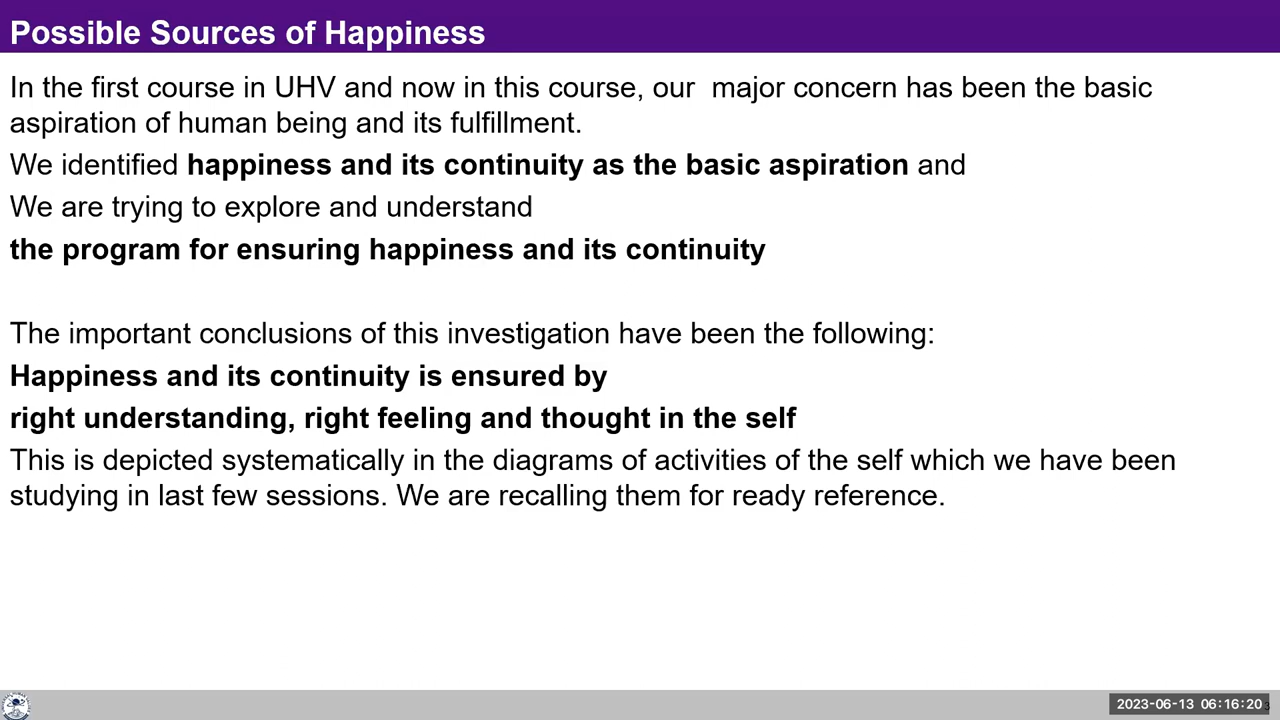 Possible Sources of Happiness
In the first course in UHV and now in this course, our  major concern has been the basic
aspiration of human being and its fulfillment.
We identified happiness and its continuity as the basic aspiration and
We are trying to explore and understand
the program for ensuring happiness and its continuity
The important conclusions of this investigation have been the following:
Happiness and its continuity is ensured by
right understanding, right feeling and thought in the self
This is depicted systematically in the diagrams of activities of the self which we have been
studying in last few sessions. We are recalling them for ready reference.
2023-06-13 06:16:20
3